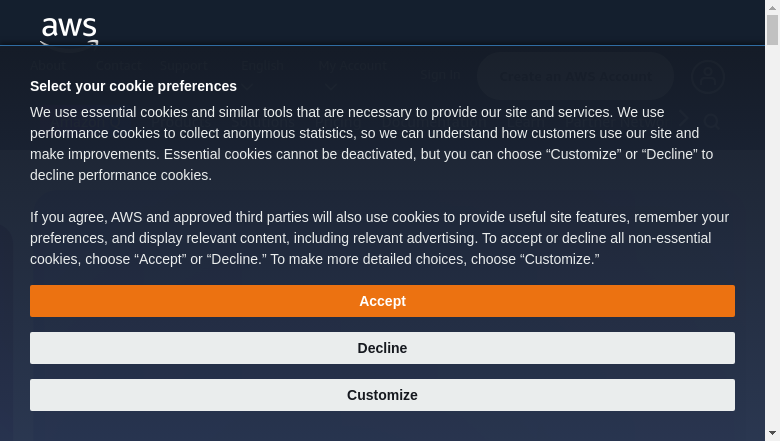 aws
Select your cookie preferences
We use essential cookies and similar tools that are necessary to provide our site and services. We use
performance cookies to collect anonymous statistics, so we can understand how customers use our site and
make improvements. Essential cookies cannot be deactivated, but you can choose “Customize” or “Decline” to
decline performance cookies.
If you agree, AWS and approved third parties will also use cookies to provide useful site features, remember your
preferences, and display relevant content, including relevant advertising. To accept or decline all non-essential
cookies, choose “Accept” or “Decline.” To make more detailed choices, choose “Customize.”
Accept
Decline
Customize